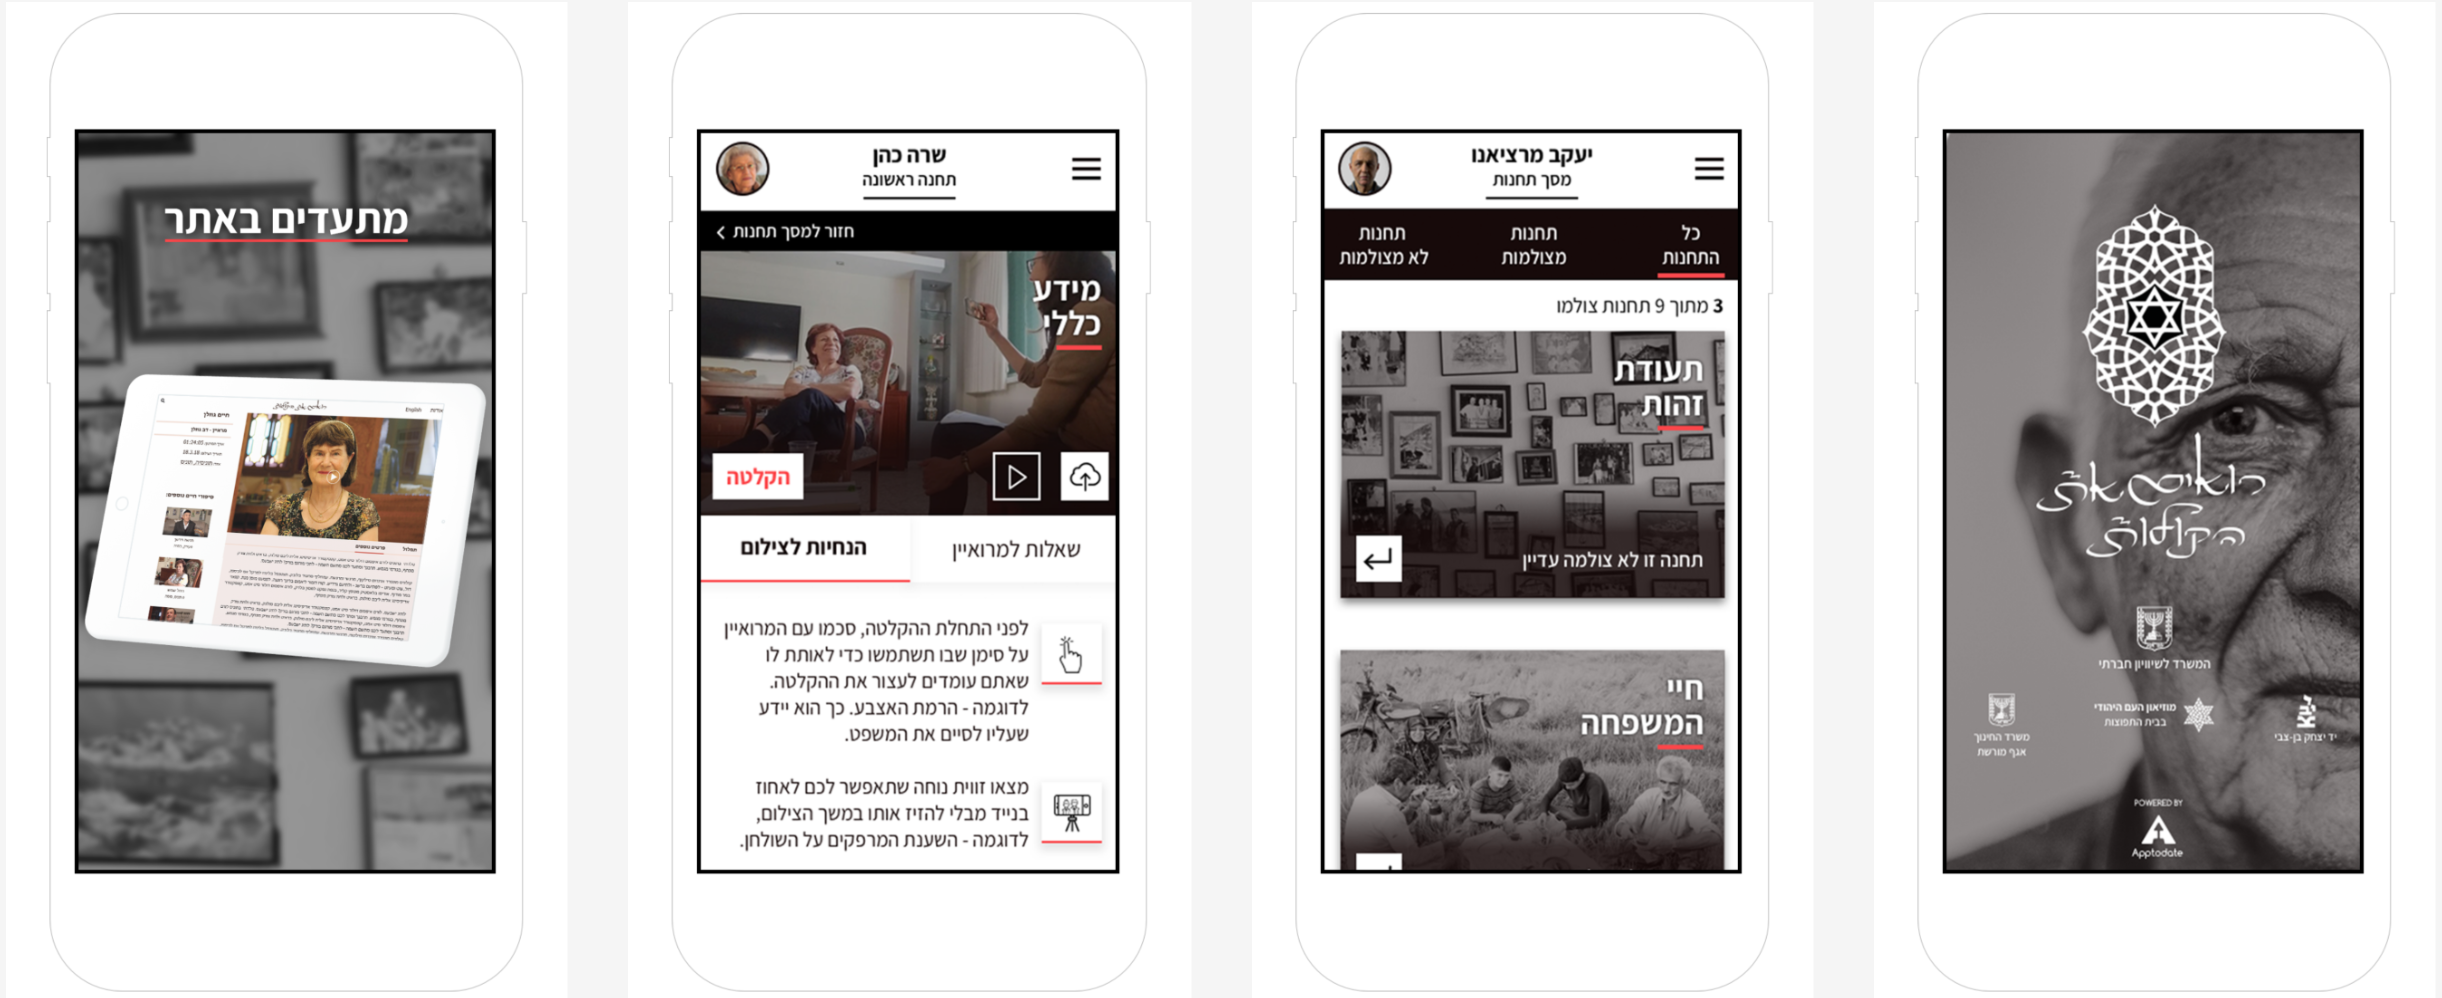 רואים את
הקולות
המשרד לשיוויון חברתי
יד יצחק בן-צבי
מוזיאון העם היהודי
בבית התפוצות
משרד החינוך
אגף מורשת
POWERED BY
Apptodate
יעקב מרציאנו
מסך תחנות
כל
התחנות
תחנות
מצולמות
תחנות
לא מצולמות
3 מתוך 9 תחנות צולמו
תעודת
זהות
תחנה זו לא צולמה עדיין
חיי
המשפחה
שרה כהן
תחנה ראשונה
חזור למסך תחנות
מידע
כללי
הקלטה
שאלות למרואיין
הנחיות לצילום
לפני התחלת ההקלטה, סכמו עם המרואיין
על סימן שבו תשתמשו כדי לאותת לו
שאתם עומדים לעצור את ההקלטה.
לדוגמה - הרמת האצבע. כך הוא יידע
שעליו לסיים את המשפט.
מצאו זווית נוחה שתאפשר לכם לאחוז
בנייד מבלי להזיז אותו במשך הצילום,
לדוגמה - השענת המרפקים על השולחן.
מתעדים באתר
English
רואים את הקולות